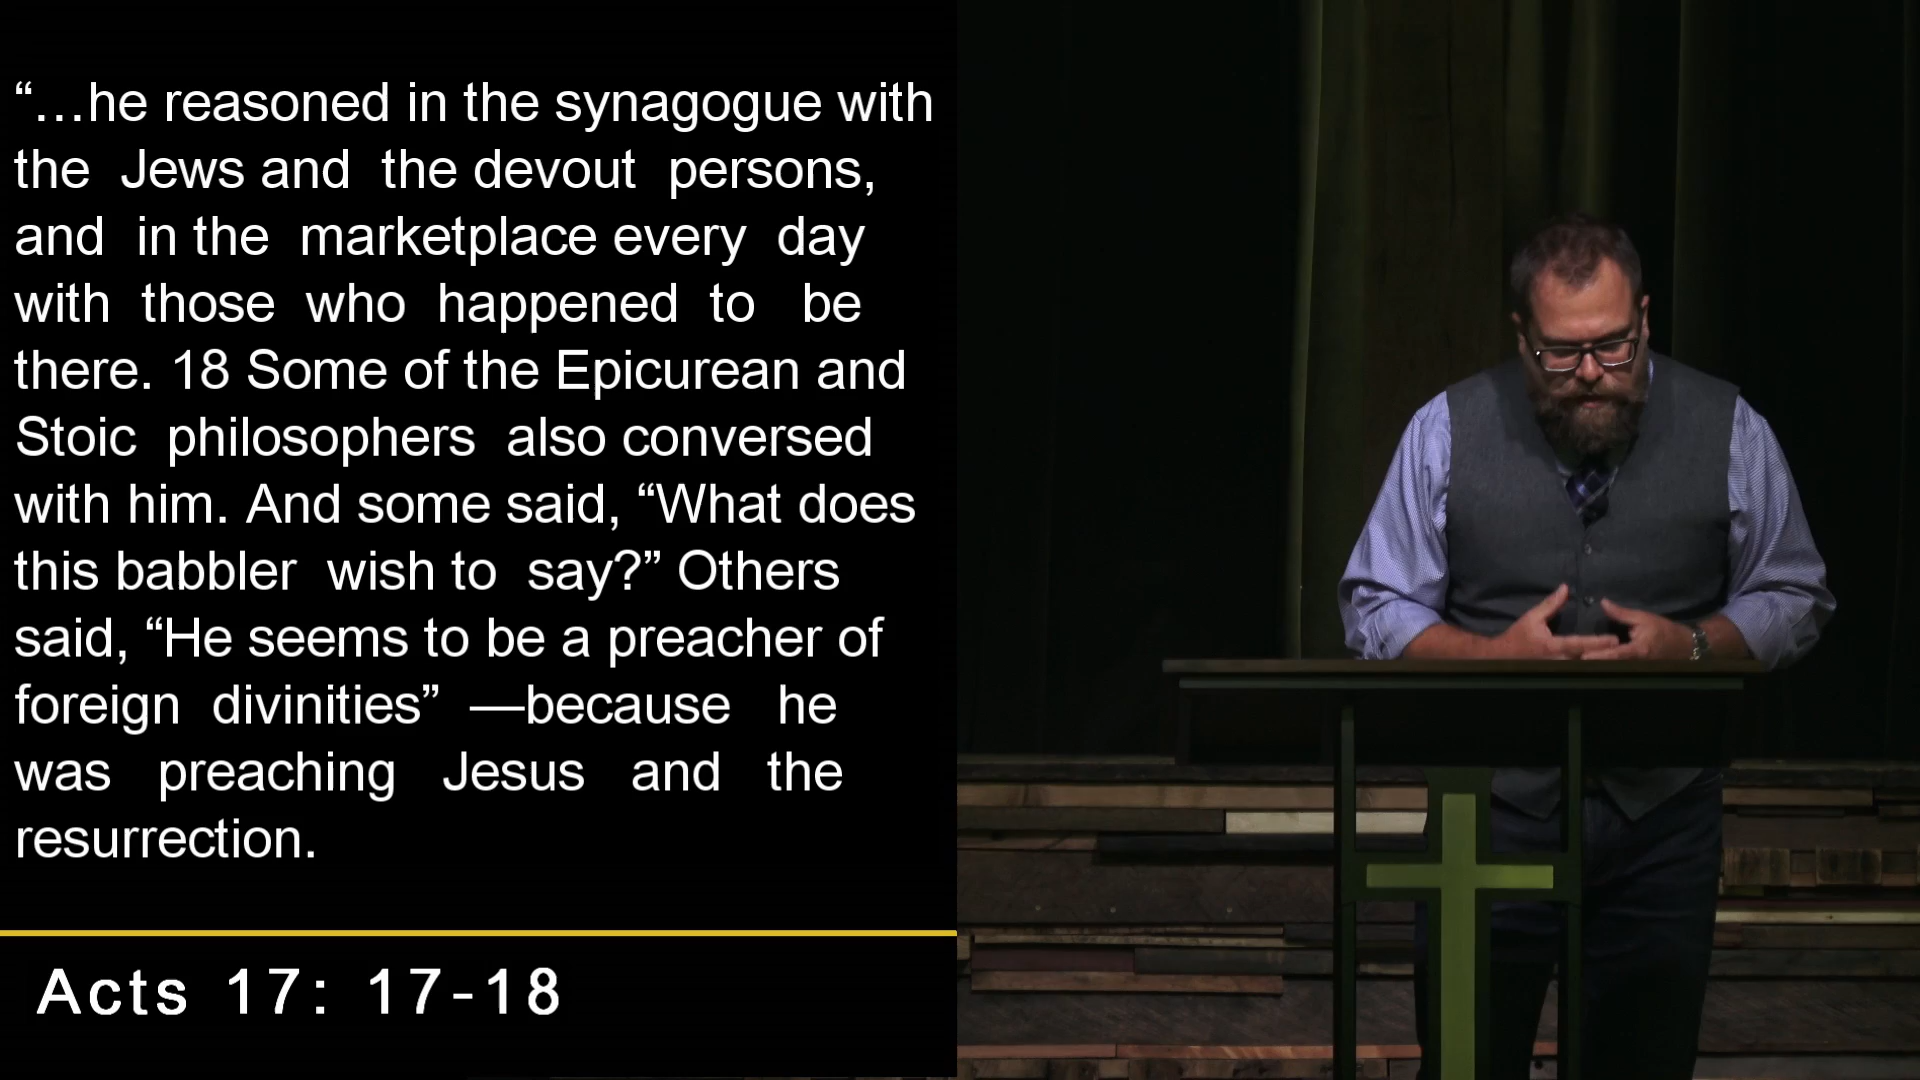 “…he reasoned in the synagogue with
the Jews and the devout persons,
and in the marketplace every day
with those who happened to be
there. 18 Some of the Epicurean and
Stoic philosophers also conversed
with him. And some said, “What does
this babbler wish to say?” Others
said, “He seems to be a preacher of
foreign divinities” —because he
was preaching Jesus and the
resurrection.
Acts 17: 17-18